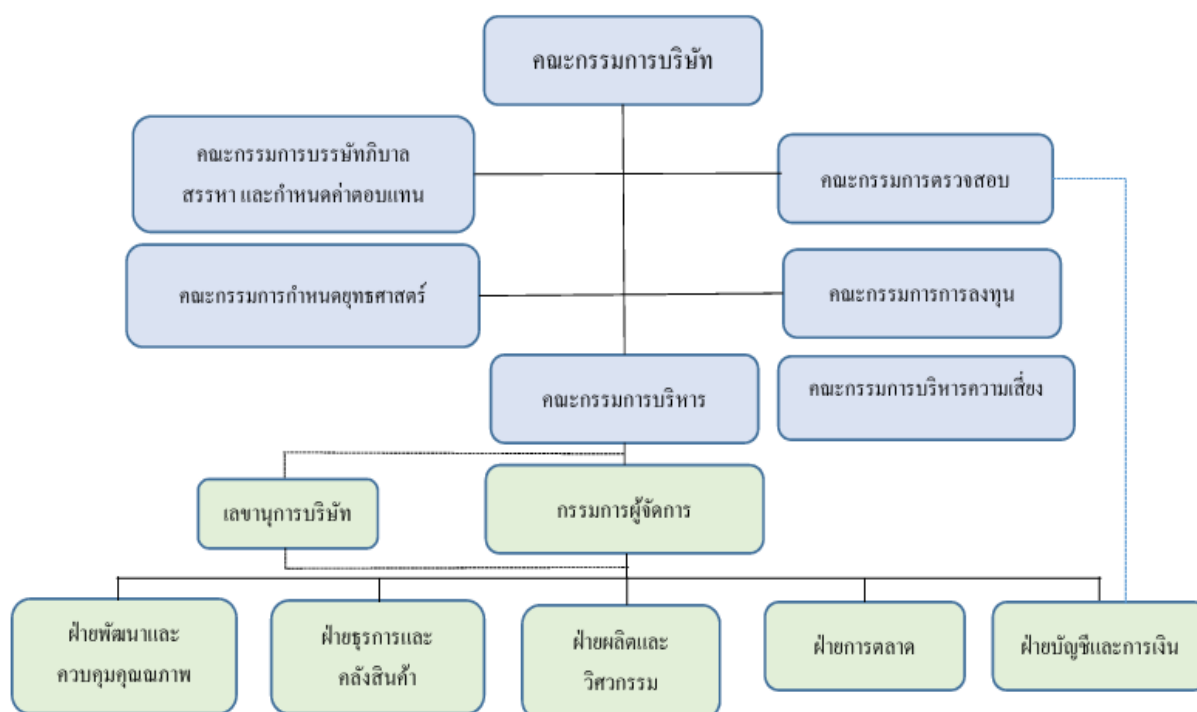 คณะกรรมการบริษัท
คณะกรรมการบรรษัทภิบาล
สรรหา และกำหนดค่าตอบแทน
คณะกรรมการตรวจสอบ
คณะกรรมการกำหนดยุทธศาสตร์
คณะกรรมการการลงทุน
คณะกรรมการบริหาร
คณะกรรมการบริหารความเสี่ยง
เลขานุการบริษัท
กรรมการผู้จัดการ
ฝ่ายพัฒนาและ
ควบคุมคุณณภาพ
ฝ่ายธุรการและ
คลังสินค้า
ฝ่ายผลิตและ
วิศวกรรม
ฝ่ายการตลาด
ฝ่ายบัญชีและการเงิน